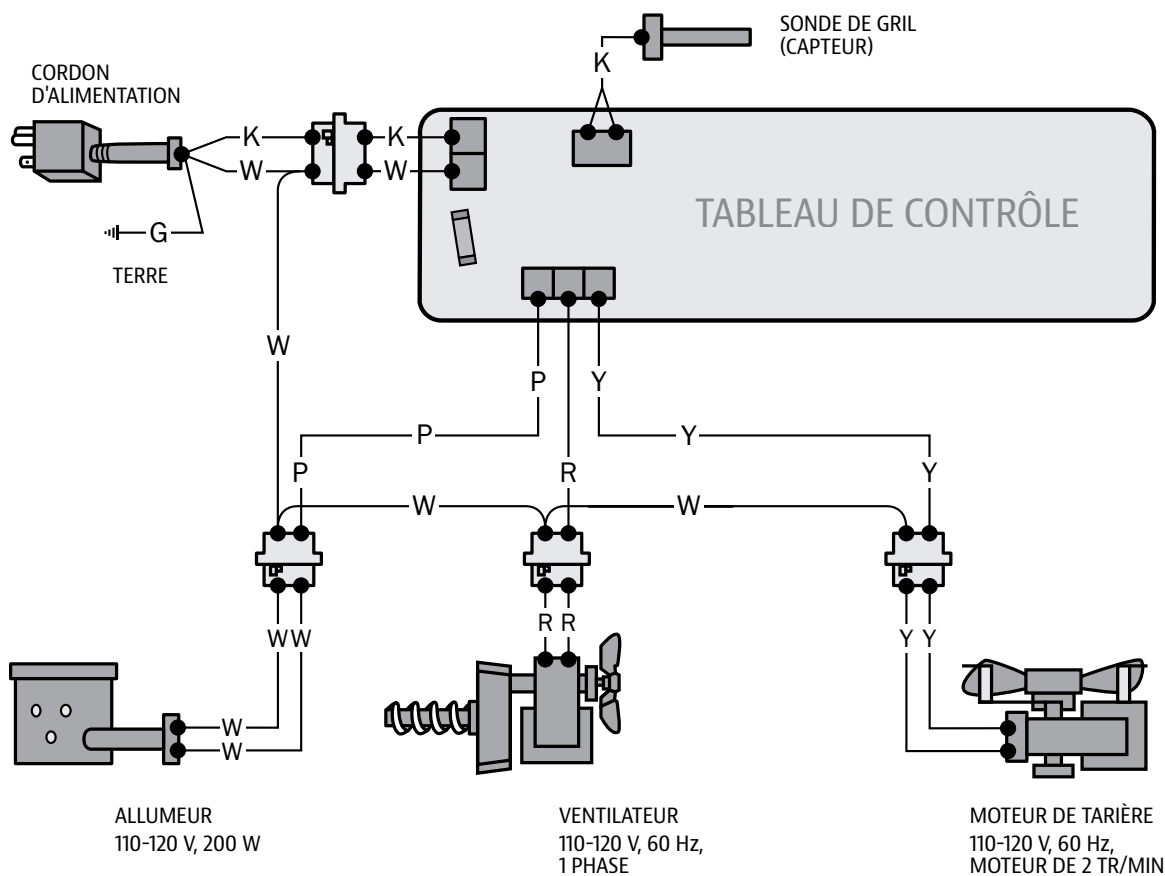 SONDE DE GRIL
(CAPTEUR)
K
CORDON
D'ALIMENTATION
K
K
W
W
TABLEAU DE CONTRÔLE
G
TERRE
W
P
Y
P
Y
P
R
Y
W
W
W W
R R
Y Y
W
W
ALLUMEUR
110-120 V, 200 W
VENTILATEUR
110-120 V, 60 Hz,
1 PHASE
MOTEUR DE TARIÈRE
110-120 V, 60 Hz,
MOTEUR DE 2 TR/MIN